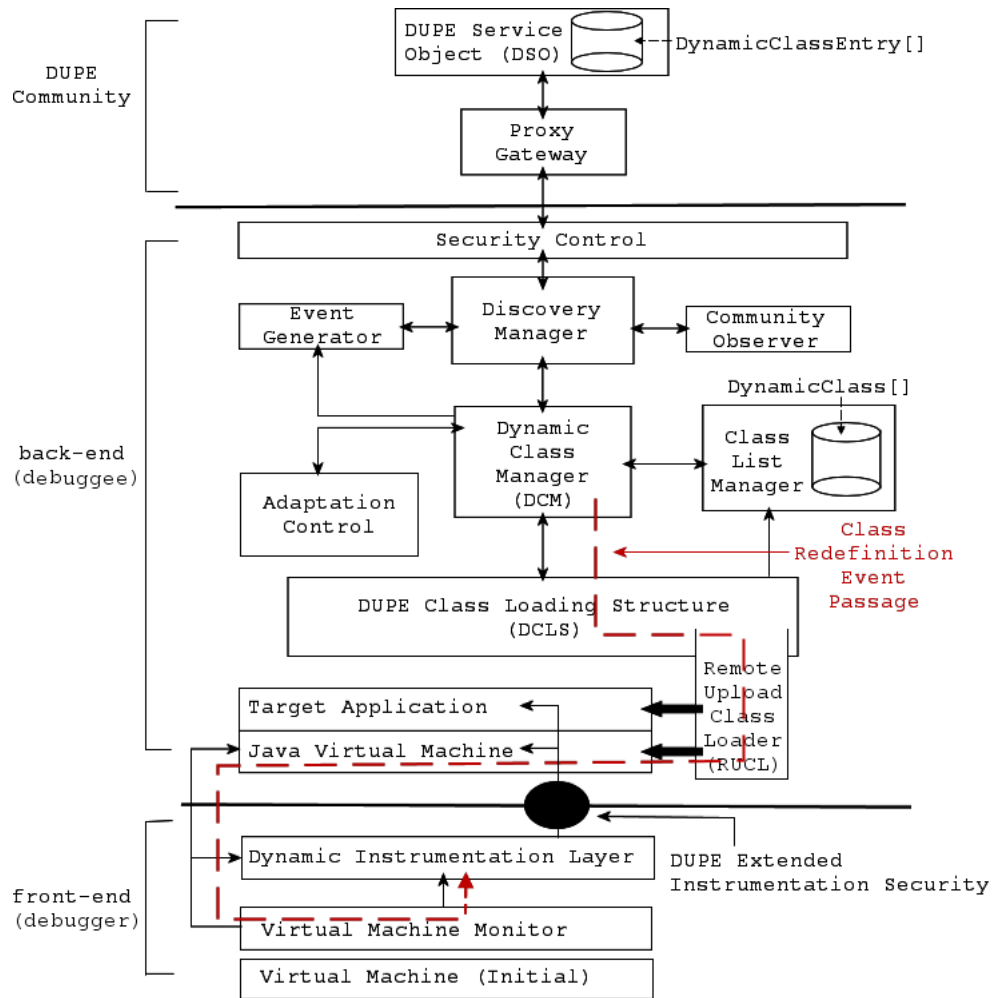 DUPE Service
Object (DSO)
DynamicClassEntry[]
DUPE
Community
Proxy
Gateway
Security Control
Event
Generator
Discovery
Manager
Community
Observer
DynamicClass[]
Dynamic
Class
Manager
(DCM)
Class
List
Manager
back-end
(debuggee)
Adaptation
Control
Class
Redefinition
Event
Passage
DUPE Class Loading Structure
(DCLS)
Remote
Upload
Class
Loader
(RUCL)
Target Application
Java Virtual Machine
Dynamic Instrumentation Layer
DUPE Extended
Instrumentation Security
front-end
(debugger)
Virtual Machine Monitor
Virtual Machine (Initial)